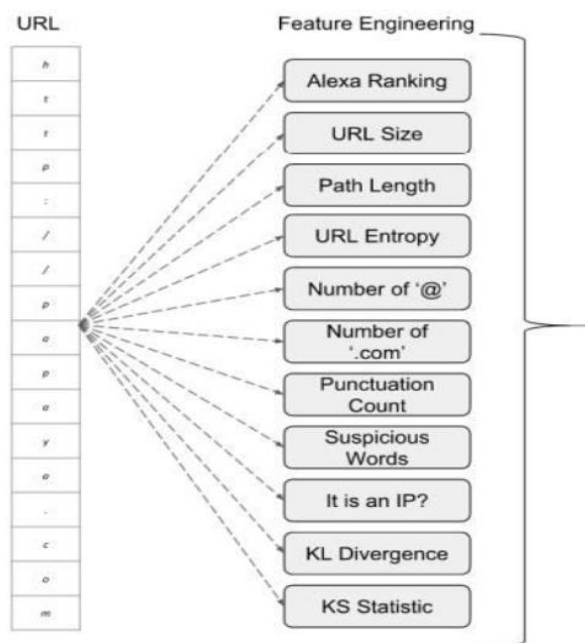 URL
h
t
t
p
:
/
/
p
a
p
a
y
a
.
c
o
m
Feature Engineering
Alexa Ranking
URL Size
Path Length
URL Entropy
Number of ‘@’
Number of
‘.com’
Punctuation
Count
Suspicious
Words
It is an IP?
KL Divergence
KS Statistic